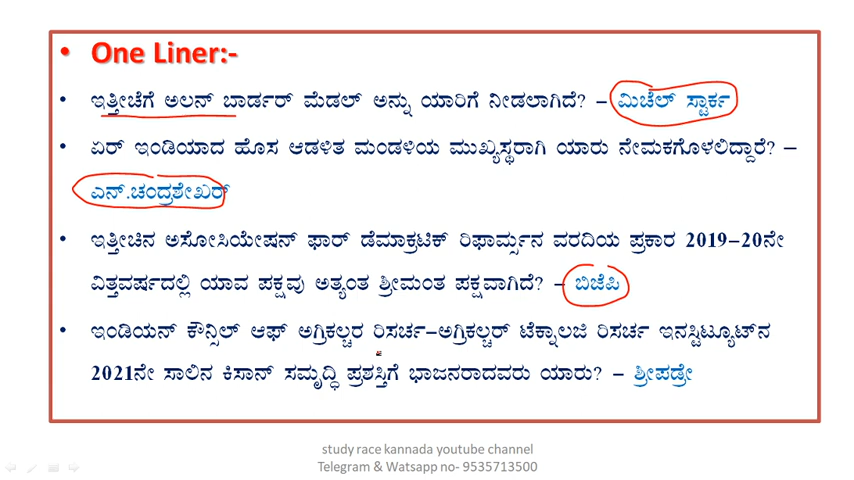 • One Liner:-
• ಇತ್ತೀಚೆಗೆ ಅಲನ್ ಬಾರ್ಡರ್ ಮೆಡಲ್ ಅನ್ನು ಯಾರಿಗೆ ನೀಡಲಾಗಿದೆ? – ಮಿಚೆಲ್ ಸ್ಟಾರ್ಕ
• ಏರ್ ಇಂಡಿಯಾದ ಹೊಸ ಆಡಳಿತ ಮಂಡಳಿಯ ಮುಖ್ಯಸ್ಥರಾಗಿ ಯಾರು ನೇಮಕಗೊಳಲಿದ್ದಾರೆ? –
ಎನ್.ಚಂದ್ರಶೇಖರ್
• ಇತ್ತೀಚಿನ ಅಸೋಸಿಯೇಷನ್ ಫಾರ್ ಡೆಮಾಕ್ರಟಿಕ್ ರಿಫಾರ್ಮ್ಸನ ವರದಿಯ ಪ್ರಕಾರ 2019–20ನೇ
ವಿತ್ತವರ್ಷದಲ್ಲಿ ಯಾವ ಪಕ್ಷವು ಅತ್ಯಂತ ಶ್ರೀಮಂತ ಪಕ್ಷವಾಗಿದೆ? – ಬಿಜೆಪಿ
• ಇಂಡಿಯನ್ ಕೌನ್ಸಿಲ್ ಆಫ್ ಅಗ್ರಿಕಲ್ಚರ ರಿಸರ್ಚ–ಅಗ್ರಿಕಲ್ಚರ್ ಟೆಕ್ನಾಲಜಿ ರಿಸರ್ಚ ಇನಸ್ಟಿಟ್ಯೂಟ್‌ನ
2021ನೇ ಸಾಲಿನ ಕಿಸಾನ್ ಸಮೃದ್ಧಿ ಪ್ರಶಸ್ತಿಗೆ ಭಾಜನರಾದವರು ಯಾರು? – ಶ್ರೀಪಡ್ರೇ
study race kannada youtube channel
Telegram & Watsapp no- 9535713500